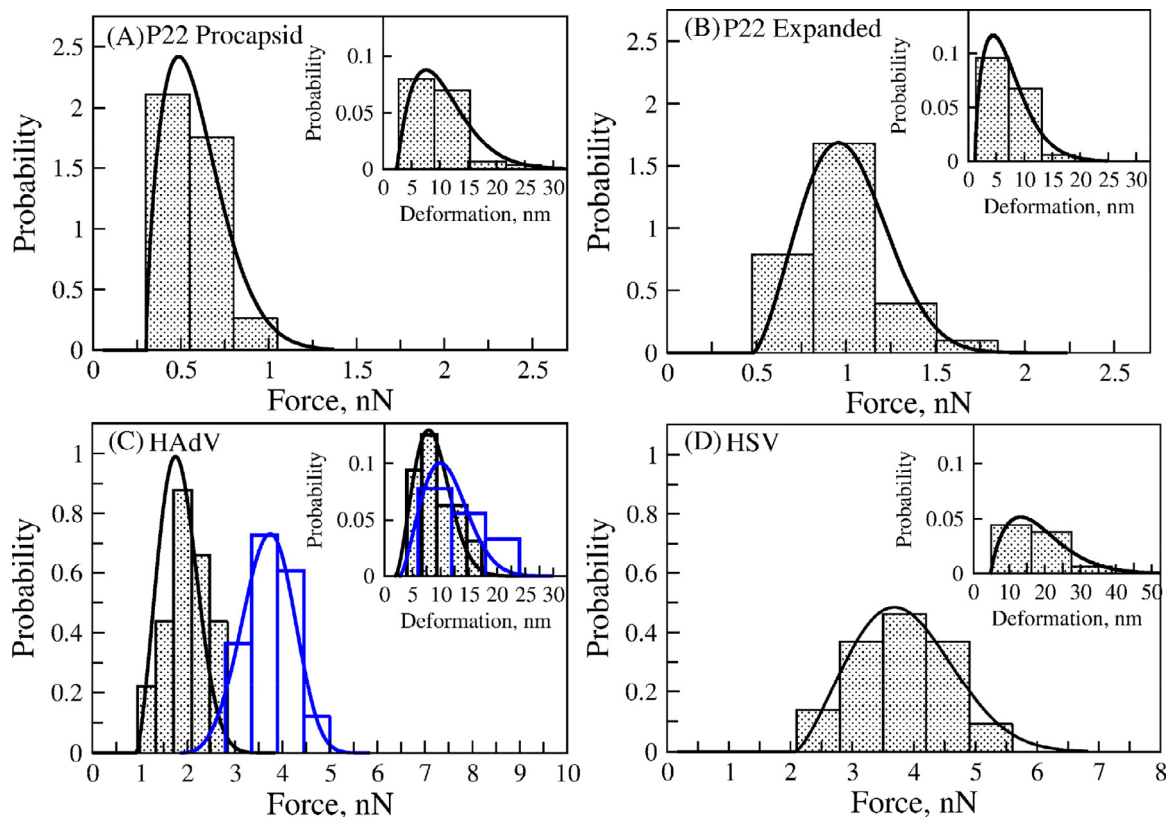 (A) P22 Procapsid
Probability
2.5
2
1.5
1
0.5
0
0 0.5 1 1.5 2 2.5
Force, nN
Probability
0.1
0.05
0
0 5 10 15 20 25 30
Deformation, nm
(B) P22 Expanded
Probability
2.5
2
1.5
1
0.5
0
0 0.5 1 1.5 2 2.5
Force, nN
Probability
0.1
0.05
0
0 5 10 15 20 25 30
Deformation, nm
(C) HAdV
Probability
1
0.8
0.6
0.4
0.2
0
0 1 2 3 4 5 6 7 8 9 10
Force, nN
Probability
0.1
0.05
0
0 5 10 15 20 25 30
Deformation, nm
(D) HSV
Probability
1
0.8
0.6
0.4
0.2
0
0 1 2 3 4 5 6 7 8
Force, nN
Probability
0.1
0.05
0
0 10 20 30 40 50
Deformation, nm